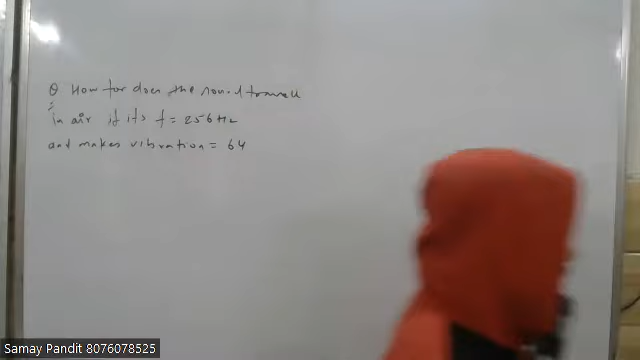 Q How far does the sound travell
in air if its f = 256 Hz
and makes vibration = 64
Samay Pandit 8076078525